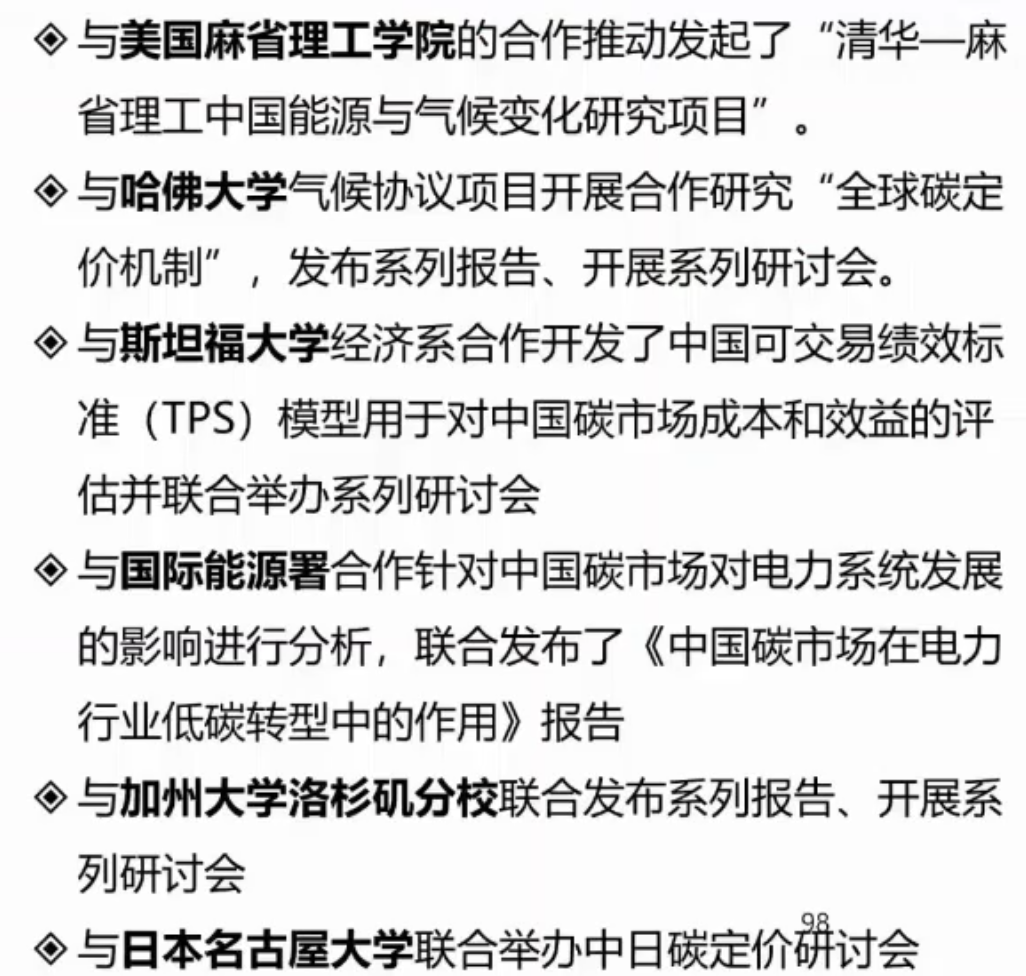 ◈ 与美国麻省理工学院的合作推动发起了“清华—麻
省理工中国能源与气候变化研究项目”。
◈ 与哈佛大学气候协议项目开展合作研究“全球碳定
价机制”，发布系列报告、开展系列研讨会。
◈ 与斯坦福大学经济系合作开发了中国可交易绩效标
准（TPS）模型用于对中国碳市场成本和效益的评
估并联合举办系列研讨会
◈ 与国际能源署合作针对中国碳市场对电力系统发展
的影响进行分析，联合发布了《中国碳市场在电力
行业低碳转型中的作用》报告
◈ 与加州大学洛杉矶分校联合发布系列报告、开展系
列研讨会
98
◈ 与日本名古屋大学联合举办中日碳定价研讨会